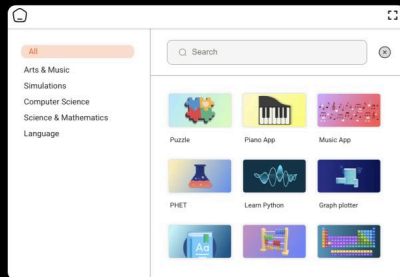 All
Arts & Music
Simulations
Computer Science
Science & Mathematics
Language
Search
Puzzle
Piano App
Music App
PHET
Learn Python
Graph plotter
Aa